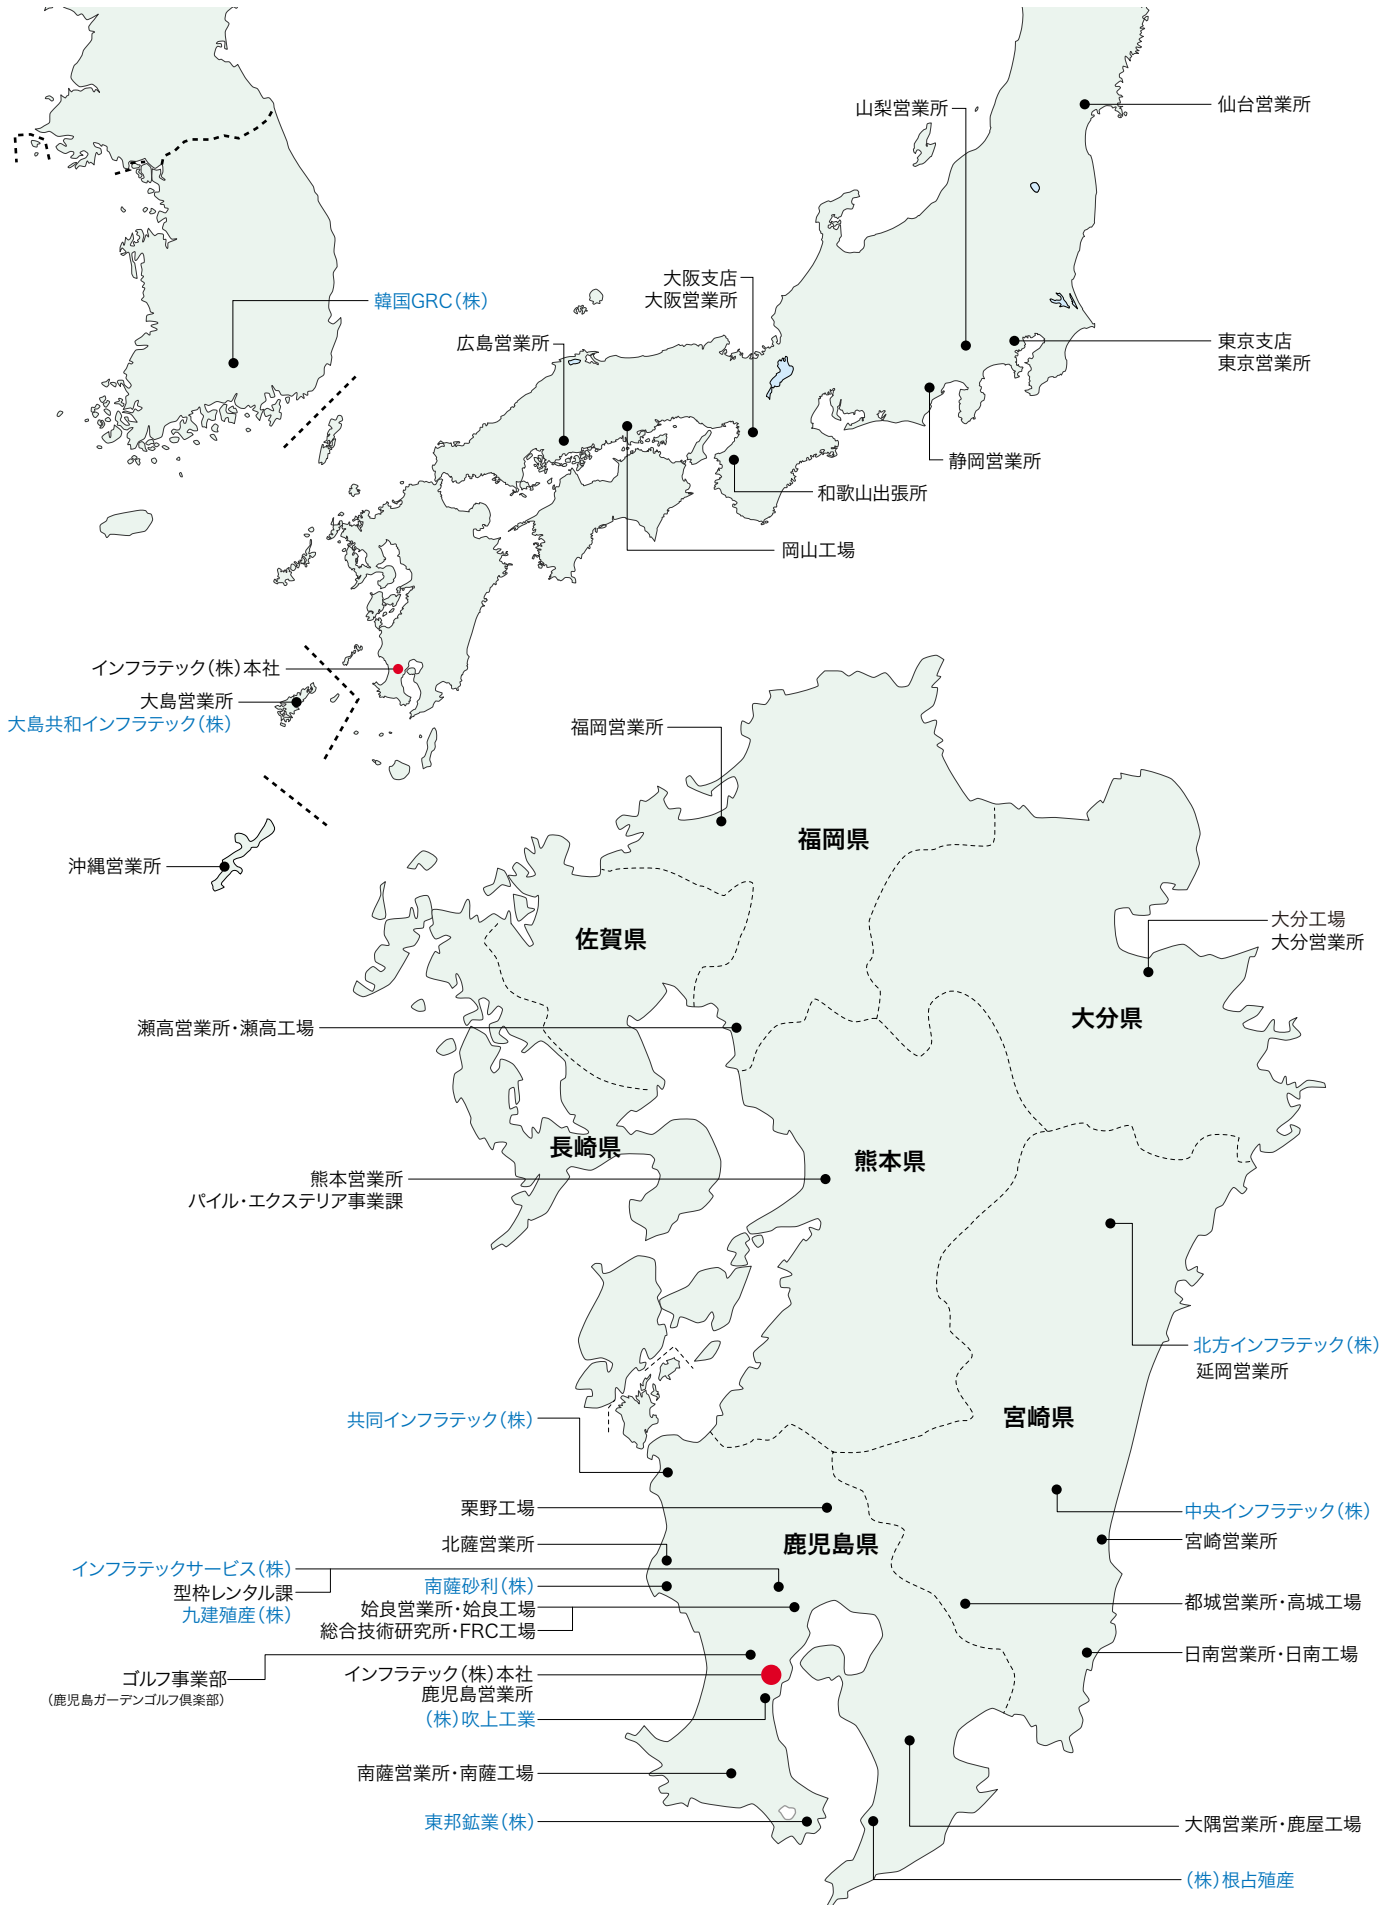 山梨営業所
仙台営業所
大阪支店
大阪営業所
韓国GRC(株)
広島営業所
東京支店
東京営業所
静岡営業所
和歌山出張所
岡山工場
インフラテック(株)本社
大島営業所
大島共和インフラテック(株)
福岡営業所
福岡県
沖縄営業所
佐賀県
大分工場
大分営業所
大分県
瀬高営業所・瀬高工場
長崎県
熊本県
熊本営業所
パイル・エクステリア事業課
北方インフラテック(株)
延岡営業所
宮崎県
共同インフラテック(株)
栗野工場
中央インフラテック(株)
鹿児島県
宮崎営業所
北薩営業所
インフラテックサービス(株)
型枠レンタル課
九建殖産(株)
南薩砂利(株)
姶良営業所・姶良工場
総合技術研究所・FRC工場
都城営業所・高城工場
日南営業所・日南工場
ゴルフ事業部
(鹿児島ガーデンゴルフ倶楽部)
インフラテック(株)本社
鹿児島営業所
(株)吹上工業
南薩営業所・南薩工場
東邦鉱業(株)
大隅営業所・鹿屋工場
(株)根占殖産